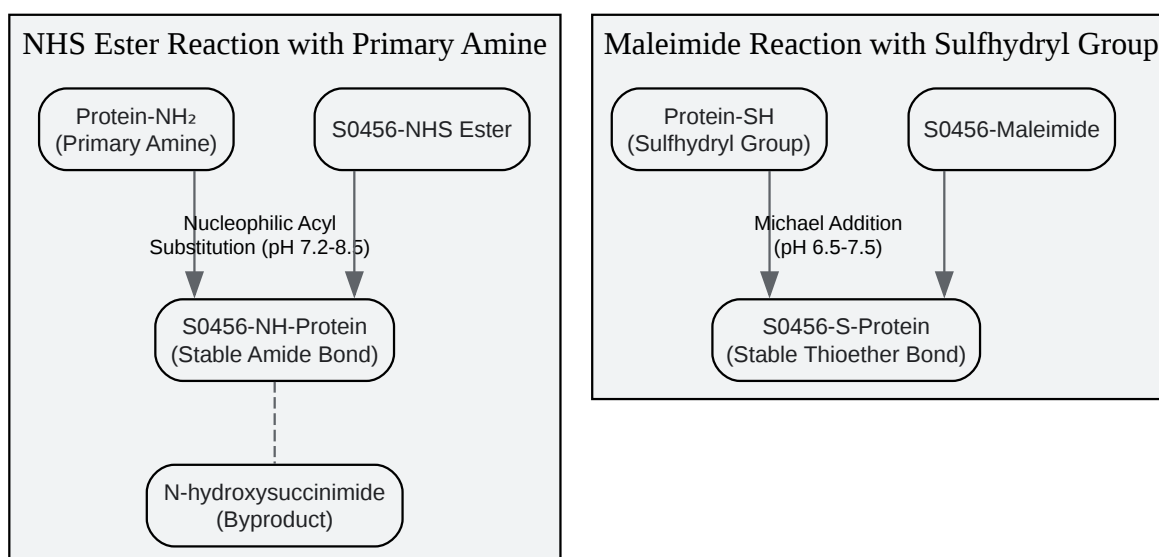 NHS Ester Reaction with Primary Amine
Protein-NH₂
(Primary Amine)
S0456-NHS Ester
Nucleophilic Acyl
Substitution (pH 7.2-8.5)
S0456-NH-Protein
(Stable Amide Bond)
N-hydroxysuccinimide
(Byproduct)
Maleimide Reaction with Sulfhydryl Group
Protein-SH
(Sulfhydryl Group)
S0456-Maleimide
Michael Addition
(pH 6.5-7.5)
S0456-S-Protein
(Stable Thioether Bond)